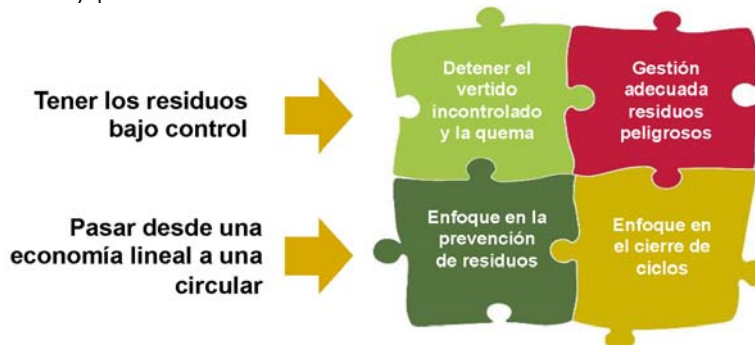 Tener los residuos
bajo control
Detener el
vertido
incontrolado
y la quema
Gestión
adecuada
residuos
peligrosos
Pasar desde una
economía lineal a una
circular
Enfoque en la
prevención
de residuos
Enfoque en
el cierre de
ciclos